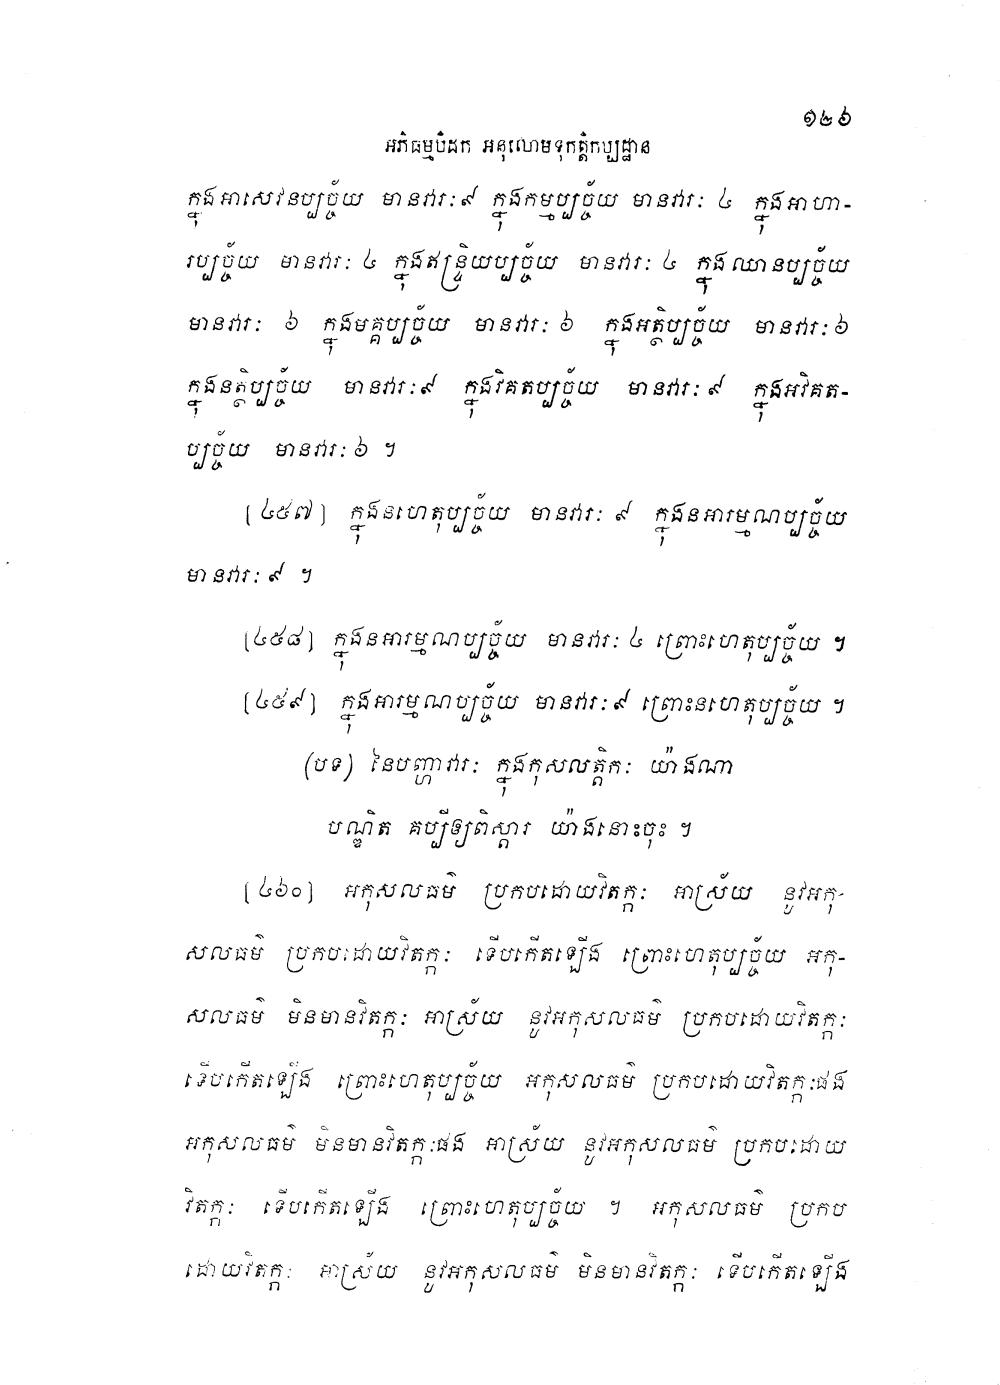 ១២៦
អភិធម្មបិដក អនុលោមទុកត្តិកប្បដ្ឋាន
ក្នុងអាសេវនប្បច្ច័យ មានវារៈ ៩ ក្នុងកម្មប្បច្ច័យ មានវារៈ ៤ ក្នុងអាហា-
រប្បច្ច័យ មានវារៈ ៤ ក្នុងឥន្ទ្រិយប្បច្ច័យ មានវារៈ ៤ ក្នុងឈានប្បច្ច័យ
មានវារៈ ៦ ក្នុងមគ្គប្បច្ច័យ មានវារៈ ៦ ក្នុងអត្ថិប្បច្ច័យ មានវារៈ ៦
ក្នុងនត្ថិប្បច្ច័យ មានវារៈ ៩ ក្នុងវិគតប្បច្ច័យ មានវារៈ ៩ ក្នុងអវិគត-
ប្បច្ច័យ មានវារៈ ៦ ។
[៤៥៧] ក្នុងនហេតុប្បច្ច័យ មានវារៈ ៩ ក្នុងនអារម្មណប្បច្ច័យ
មានវារៈ ៩ ។
[៤៥៨] ក្នុងនអារម្មណប្បច្ច័យ មានវារៈ ៤ ព្រោះហេតុប្បច្ច័យ ។
[៤៥៩] ក្នុងអារម្មណប្បច្ច័យ មានវារៈ ៩ ព្រោះនហេតុប្បច្ច័យ ។
(បទ) នៃបញ្ហាវារៈ ក្នុងកុសលត្តិកៈ យ៉ាងណា
បណ្ឌិត គប្បីឲ្យពិស្តារ យ៉ាងនោះចុះ ។
[៤៦០] អកុសលធម៌ ប្រកបដោយវិតក្កៈ អាស្រ័យ នូវអកុ-
សលធម៌ ប្រកបដោយវិតក្កៈ ទើបកើតឡើង ព្រោះហេតុប្បច្ច័យ អកុ-
សលធម៌ មិនមានវិតក្កៈ អាស្រ័យ នូវអកុសលធម៌ ប្រកបដោយវិតក្កៈ
ទើបកើតឡើង ព្រោះហេតុប្បច្ច័យ អកុសលធម៌ ប្រកបដោយវិតក្កៈផង
អកុសលធម៌ មិនមានវិតក្កៈផង អាស្រ័យ នូវអកុសលធម៌ ប្រកបដោយ
វិតក្កៈ ទើបកើតឡើង ព្រោះហេតុប្បច្ច័យ ។ អកុសលធម៌ ប្រកប
ដោយវិតក្កៈ អាស្រ័យ នូវអកុសលធម៌ មិនមានវិតក្កៈ ទើបកើតឡើង